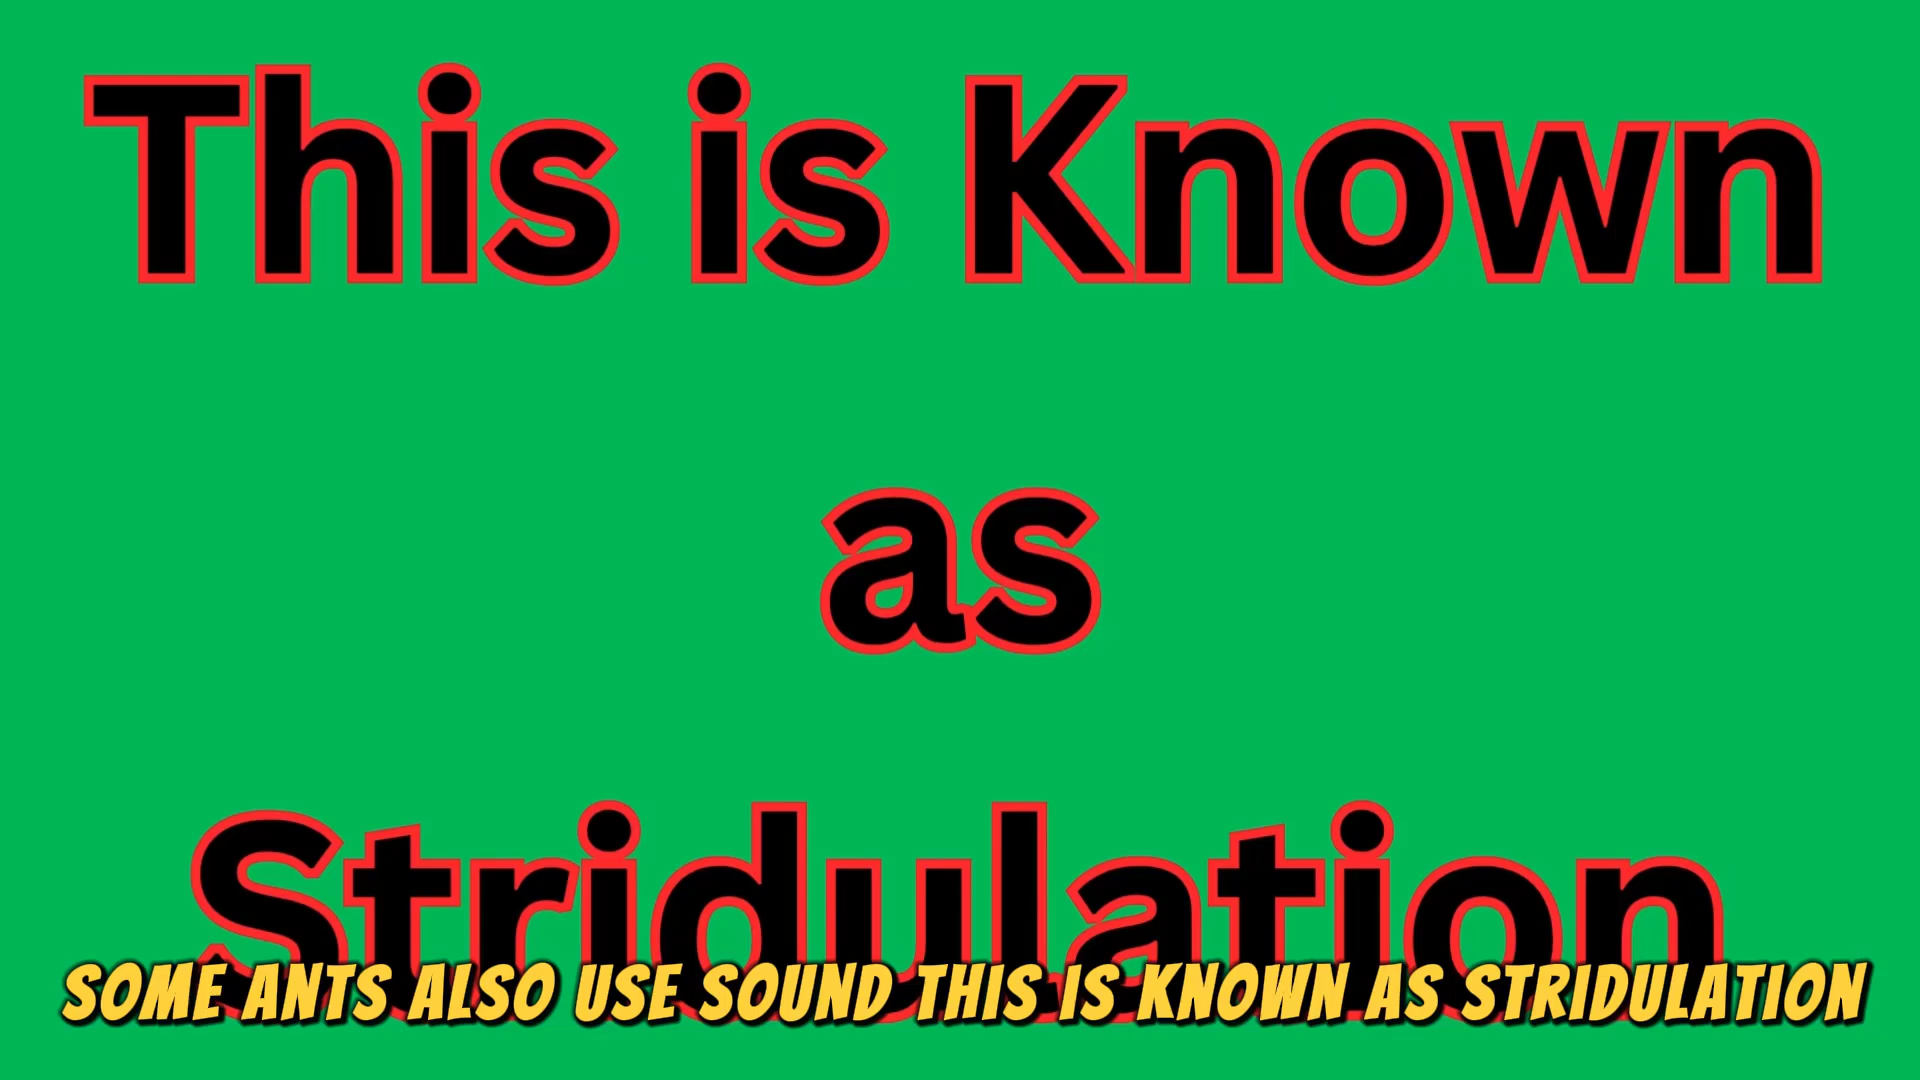 This is Known
as
Stridulation
SOME ANTS ALSO USE SOUND THIS IS KNOWN AS STRIDULATION